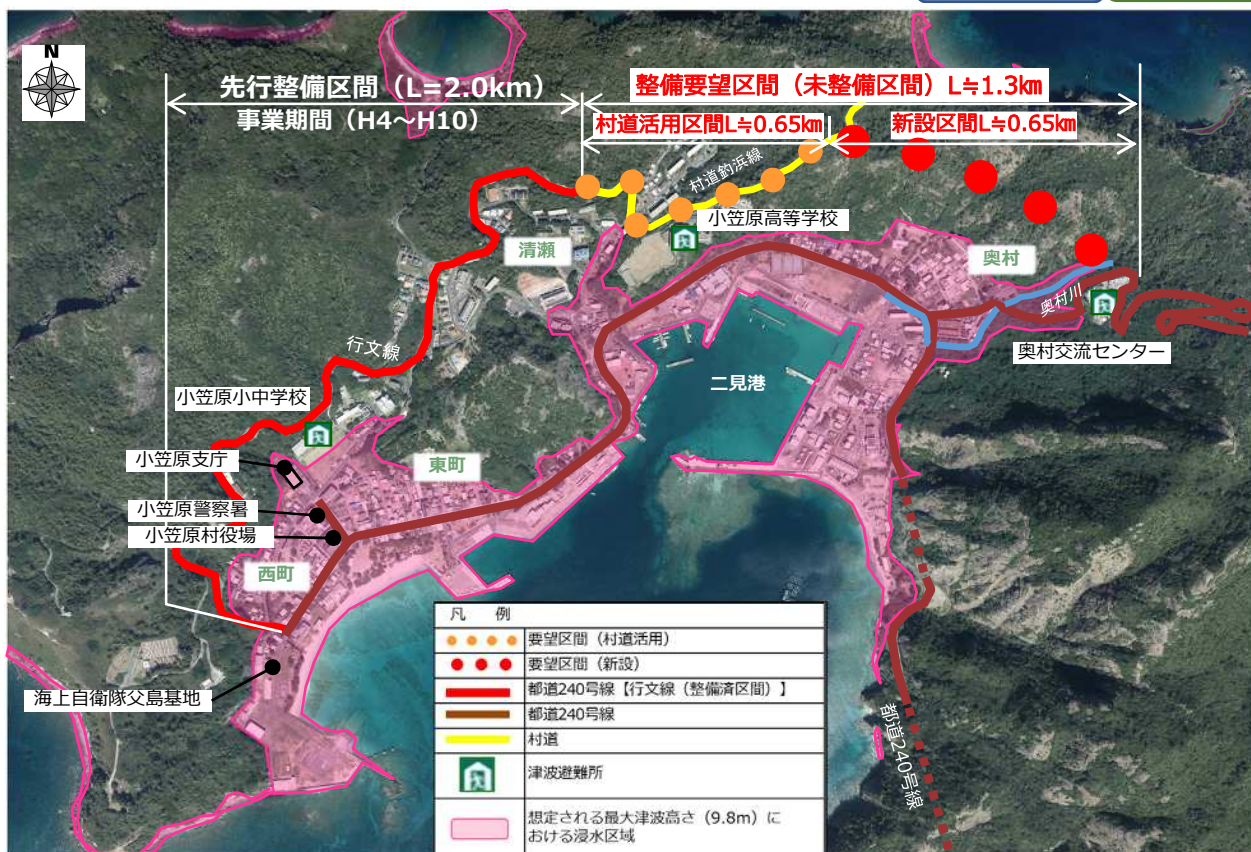 N
先行整備区間（L=2.0km）
事業期間（H4～H10）
整備要望区間（未整備区間）L≒1.3km
村道活用区間L≒0.65km
新設区間L≒0.65km
村道釣浜線
小笠原高等学校
清瀬
奥村
奥村川
奥村交流センター
行文線
二見港
小笠原小中学校
小笠原支庁
東町
小笠原警察署
小笠原村役場
西町
海上自衛隊父島基地
都道240号線
凡　例
要望区間（村道活用）
要望区間（新設）
都道240号線【行文線（整備済区間）】
都道240号線
村道
津波避難所
想定される最大津波高さ（9.8m）に
おける浸水区域